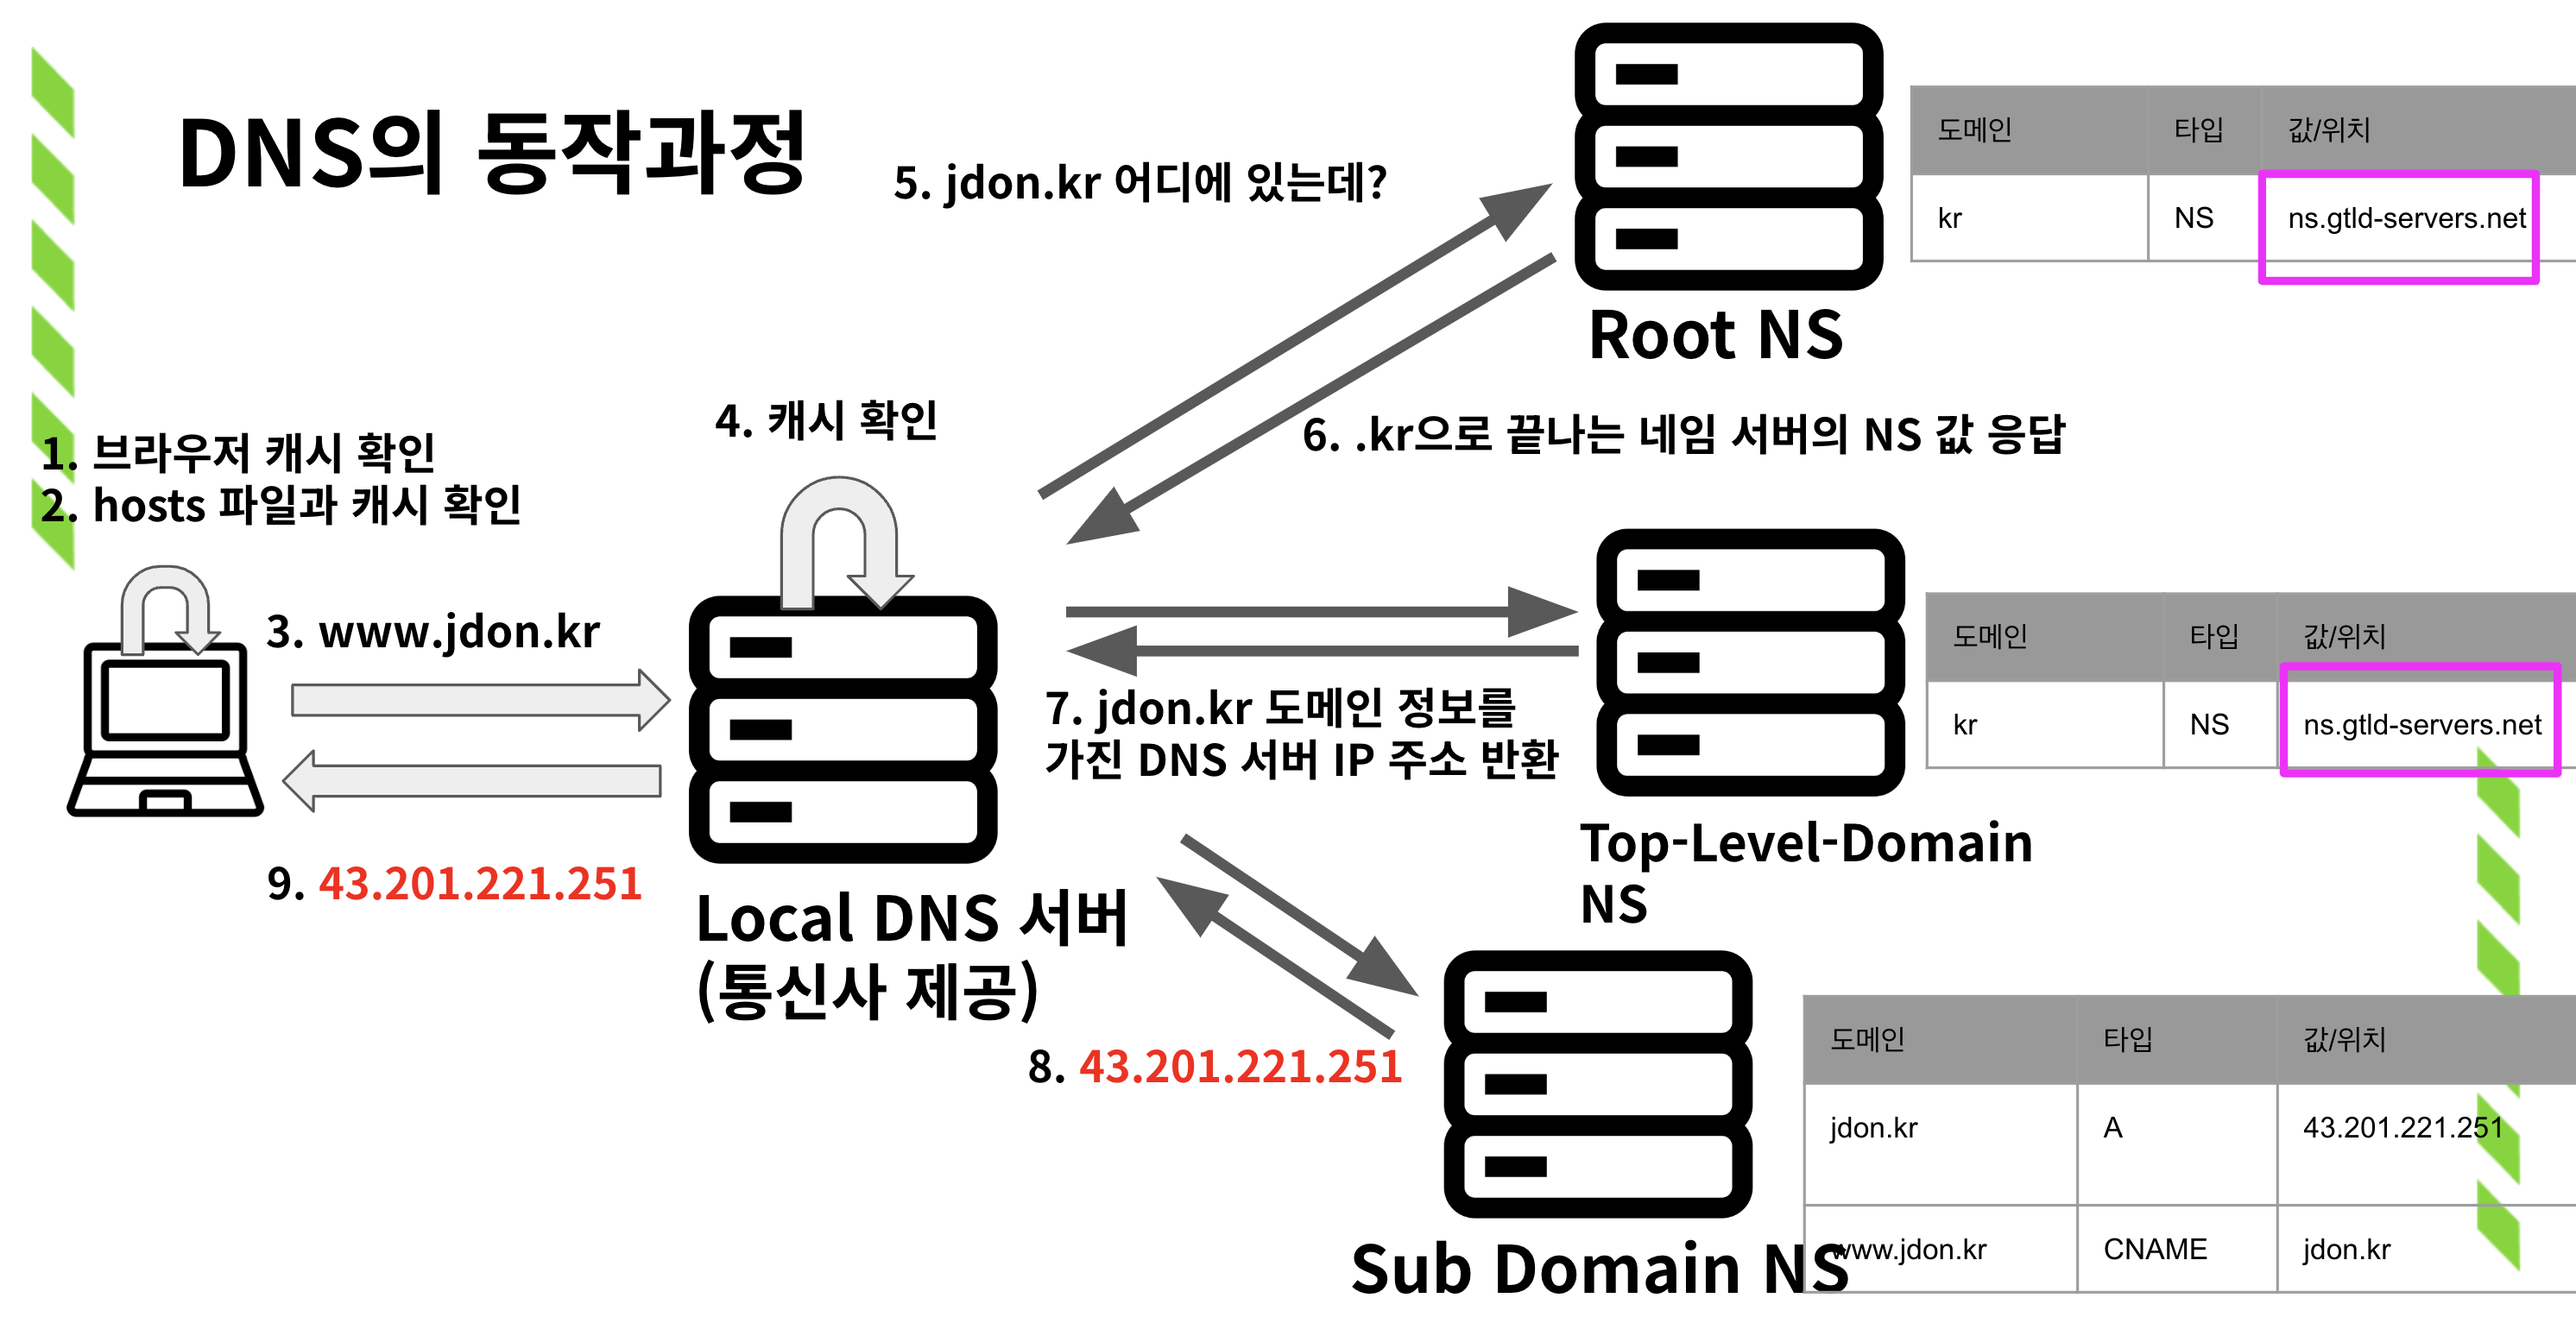 DNS의 동작과정
5. jdon.kr 어디에 있는데?
도메인 타입 값/위치
kr NS ns.gtld-servers.net
Root NS
4. 캐시 확인
6. .kr으로 끝나는 네임 서버의 NS 값 응답
1. 브라우저 캐시 확인
2. hosts 파일과 캐시 확인
3. www.jdon.kr
도메인 타입 값/위치
kr NS ns.gtld-servers.net
7. jdon.kr 도메인 정보를
가진 DNS 서버 IP 주소 반환
Top-Level-Domain
NS
9. 43.201.221.251
Local DNS 서버
(통신사 제공)
8. 43.201.221.251
도메인 타입 값/위치
jdon.kr A 43.201.221.251
www.jdon.kr CNAME jdon.kr
Sub Domain NS